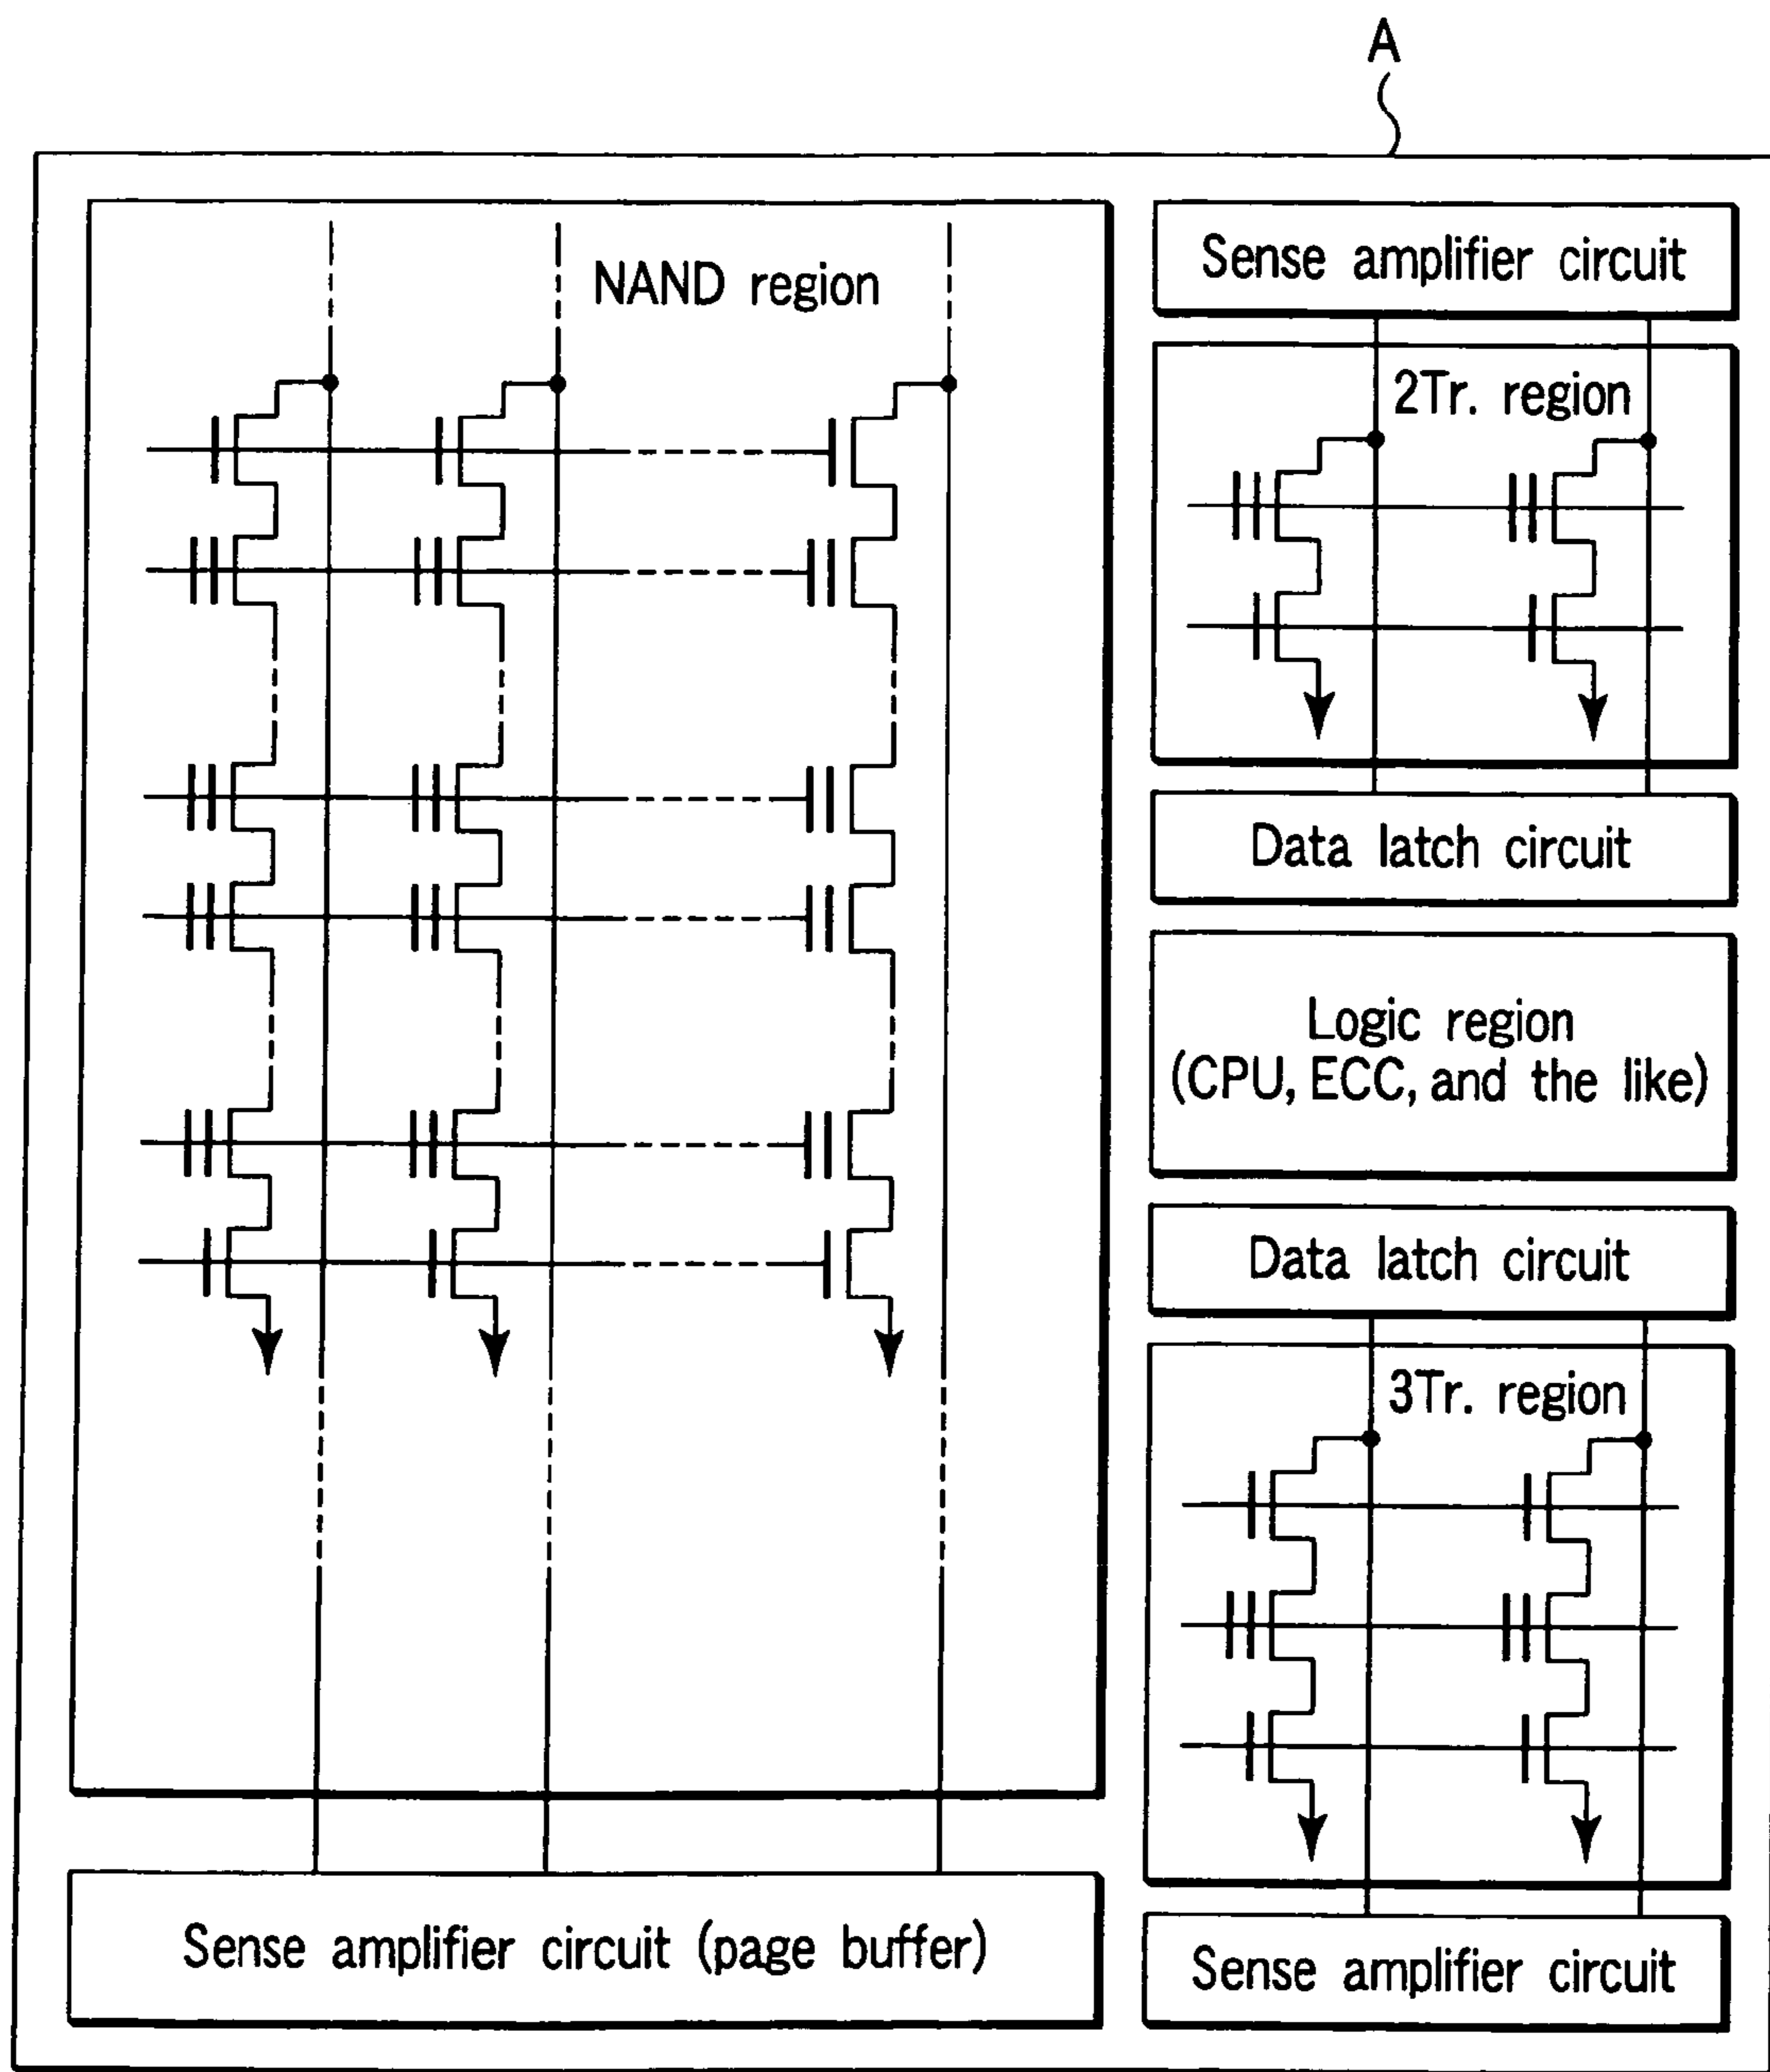 A
NAND region
Sense amplifier circuit (page buffer)
Sense amplifier circuit
2Tr. region
Data latch circuit
Logic region
(CPU, ECC, and the like)
Data latch circuit
3Tr. region
Sense amplifier circuit